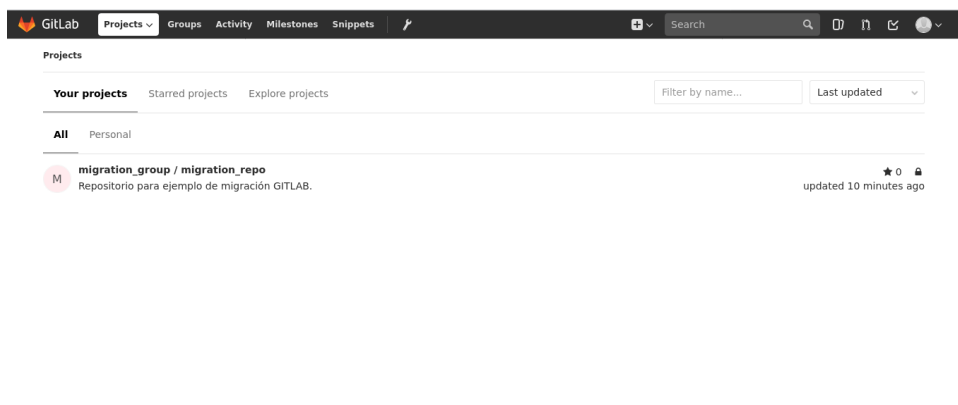 GitLab Projects Groups Activity Milestones Snippets Search
Projects
Your projects Starred projects Explore projects Filter by name... Last updated
All Personal
M migration_group / migration_repo 0
Repositorio para ejemplo de migración GITLAB. updated 10 minutes ago